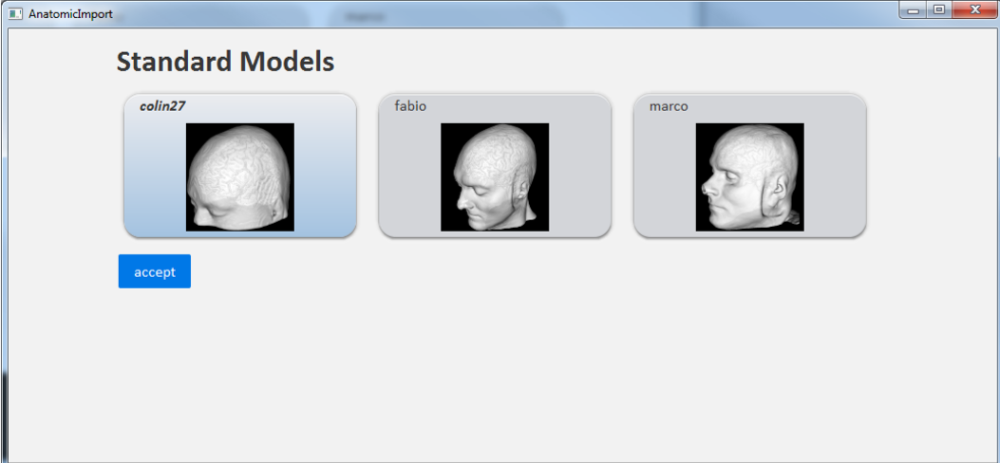 AnatomicImport
Standard Models
colin27
fabio
marco
accept